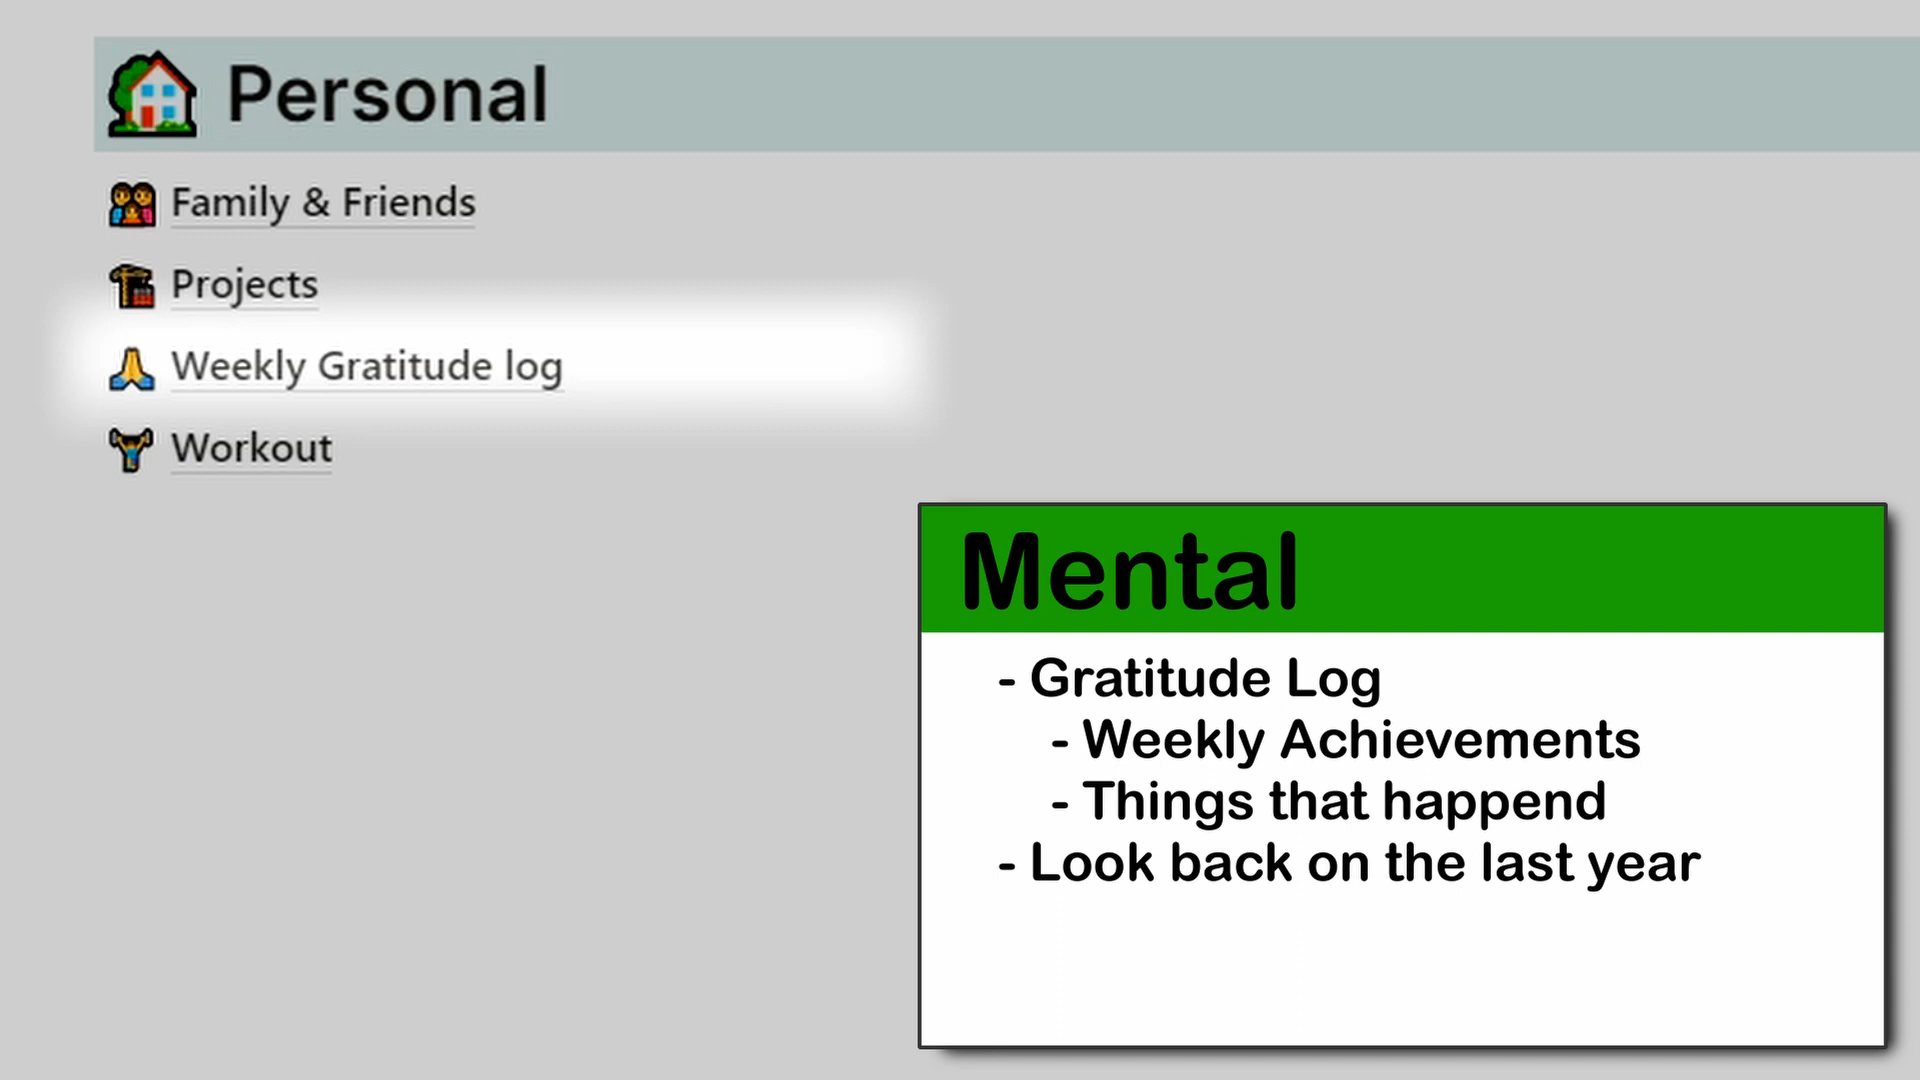 Personal
Family & Friends
Projects
Weekly Gratitude log
Workout
Mental
- Gratitude Log
- Weekly Achievements
- Things that happend
- Look back on the last year